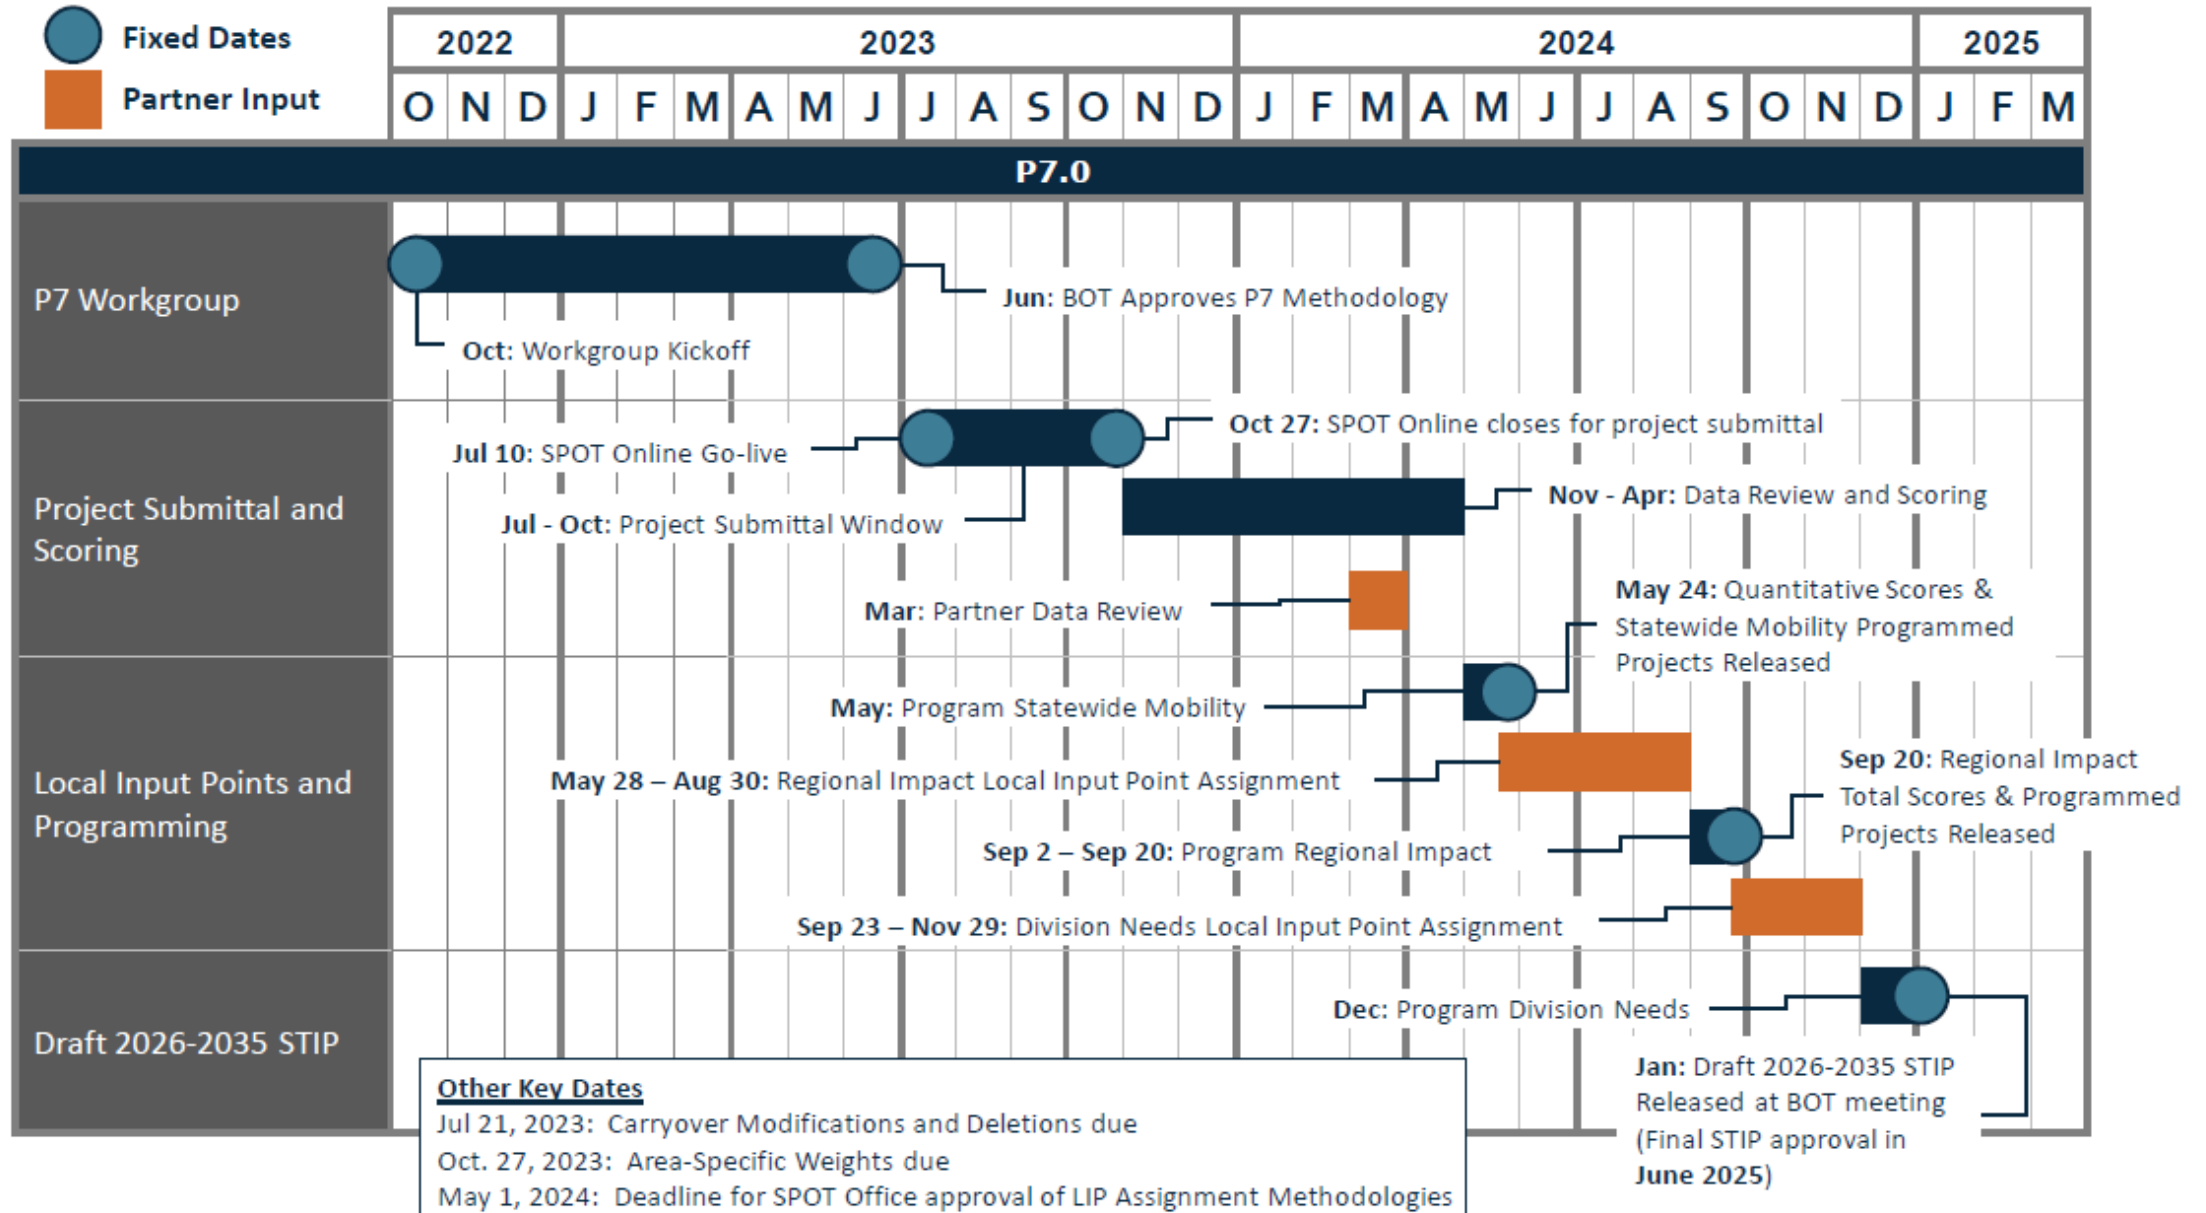 Fixed Dates
Partner Input
2022 2023 2024 2025
O N D J F M A M J J A S O N D J F M A M J J A S O N D J F M
P7.0
P7 Workgroup
Jun: BOT Approves P7 Methodology
Oct: Workgroup Kickoff
Project Submittal and
Scoring
Oct 27: SPOT Online closes for project submittal
Jul 10: SPOT Online Go-live
Nov - Apr: Data Review and Scoring
Jul - Oct: Project Submittal Window
Mar: Partner Data Review
May 24: Quantitative Scores &
Statewide Mobility Programmed
Projects Released
Local Input Points and
Programming
May: Program Statewide Mobility
May 28 – Aug 30: Regional Impact Local Input Point Assignment
Sep 20: Regional Impact
Total Scores & Programmed
Projects Released
Sep 2 – Sep 20: Program Regional Impact
Sep 23 – Nov 29: Division Needs Local Input Point Assignment
Draft 2026-2035 STIP
Dec: Program Division Needs
Jan: Draft 2026-2035 STIP
Released at BOT meeting
(Final STIP approval in
June 2025)
Other Key Dates
Jul 21, 2023: Carryover Modifications and Deletions due
Oct. 27, 2023: Area-Specific Weights due
May 1, 2024: Deadline for SPOT Office approval of LIP Assignment Methodologies